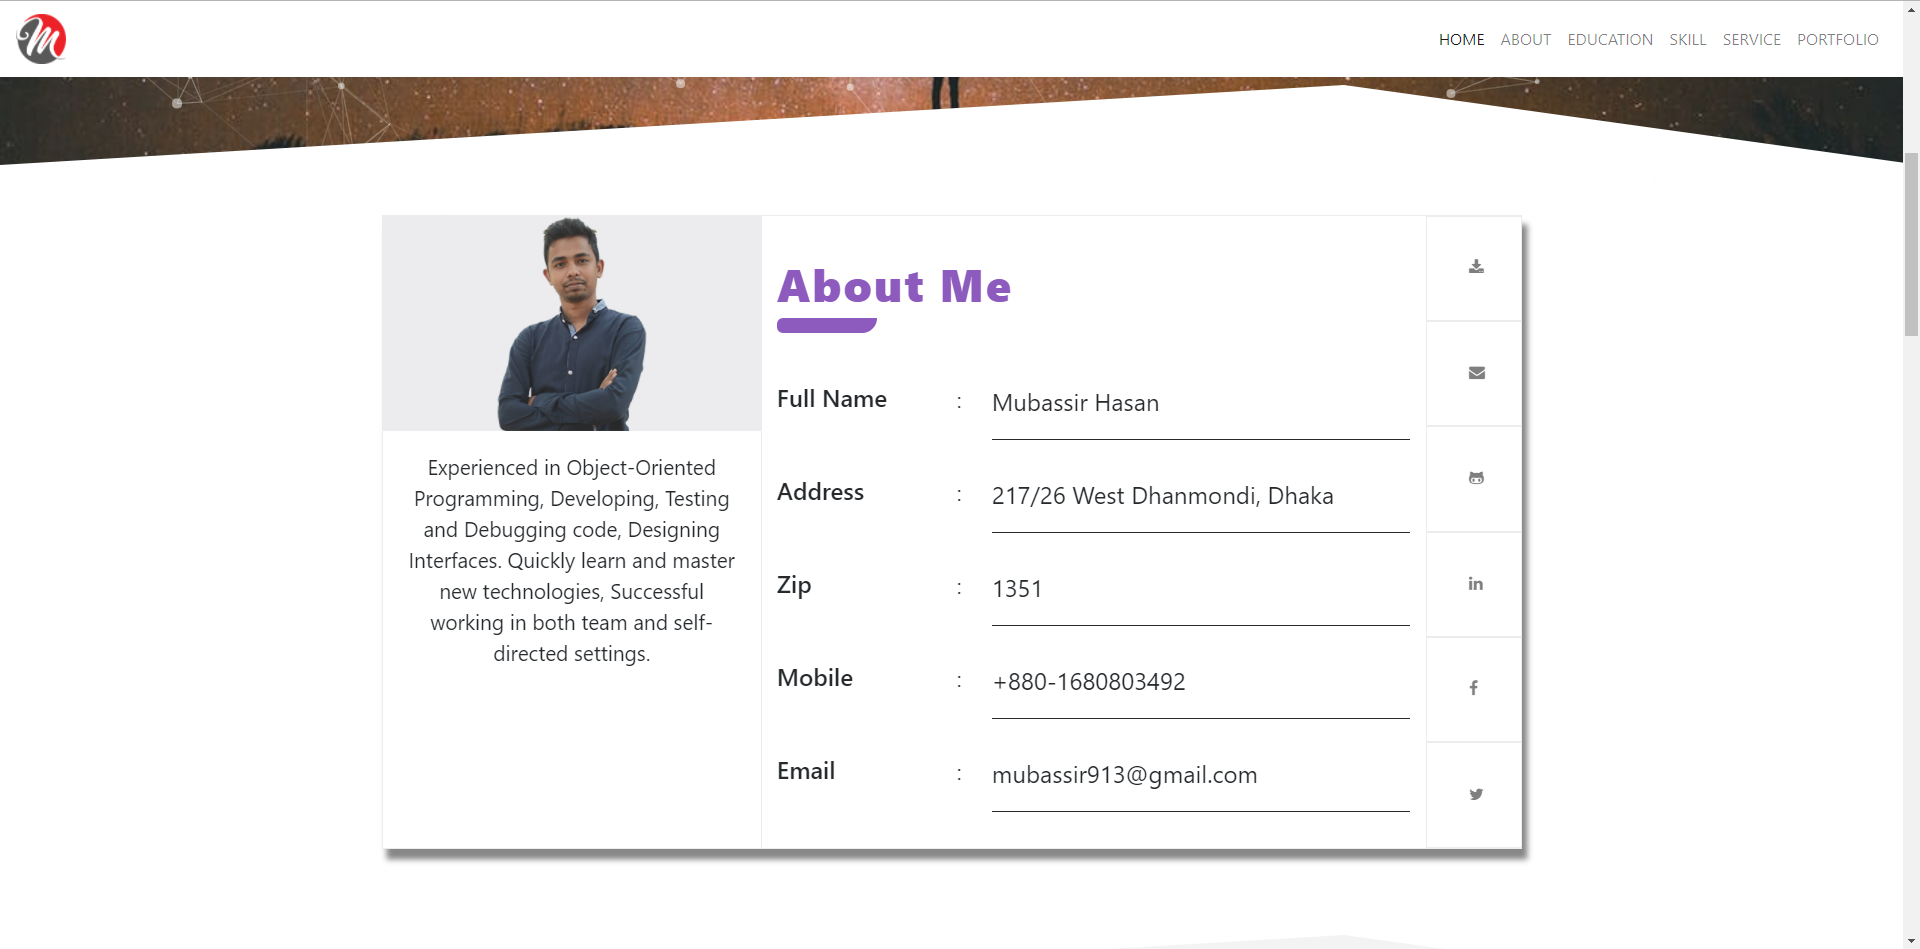 M
HOME ABOUT EDUCATION SKILL SERVICE PORTFOLIO
About Me
Experienced in Object-Oriented
Programming, Developing, Testing
and Debugging code, Designing
Interfaces. Quickly learn and master
new technologies, Successful
working in both team and self-
directed settings.
Full Name : Mubassir Hasan
Address : 217/26 West Dhanmondi, Dhaka
Zip : 1351
Mobile : +880-1680803492
Email : mubassir913@gmail.com